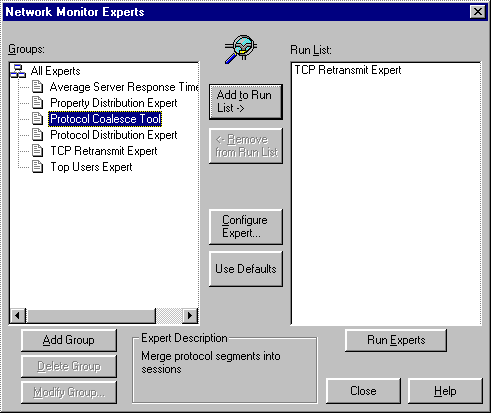 Network Monitor Experts
Groups:
All Experts
Average Server Response Time
Property Distribution Expert
Protocol Coalesce Tool
Protocol Distribution Expert
TCP Retransmit Expert
Top Users Expert
Add to Run
List ->
<- Remove
from Run List
Configure
Expert...
Use Defaults
Run List:
TCP Retransmit Expert
Add Group
Delete Group
Modify Group...
Expert Description
Merge protocol segments into
sessions
Run Experts
Close
Help